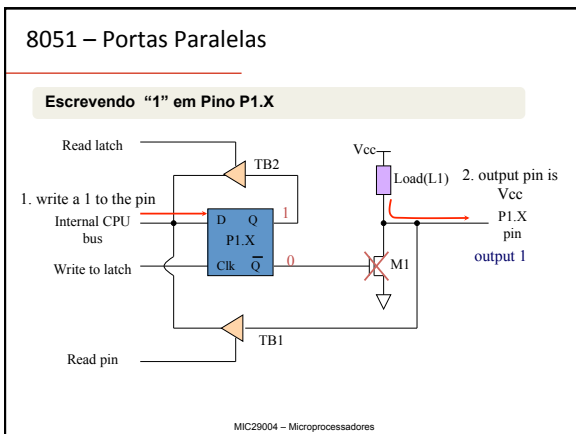 8051 – Portas Paralelas
Escrevendo “1” em Pino P1.X
Read latch
Vcc
TB2
Load(L1)
2. output pin is
Vcc
1. write a 1 to the pin
Internal CPU
bus
D Q
1
P1.X
pin
P1.X
output 1
Write to latch
Clk Q
0
M1
TB1
Read pin
MIC29004 – Microprocessadores